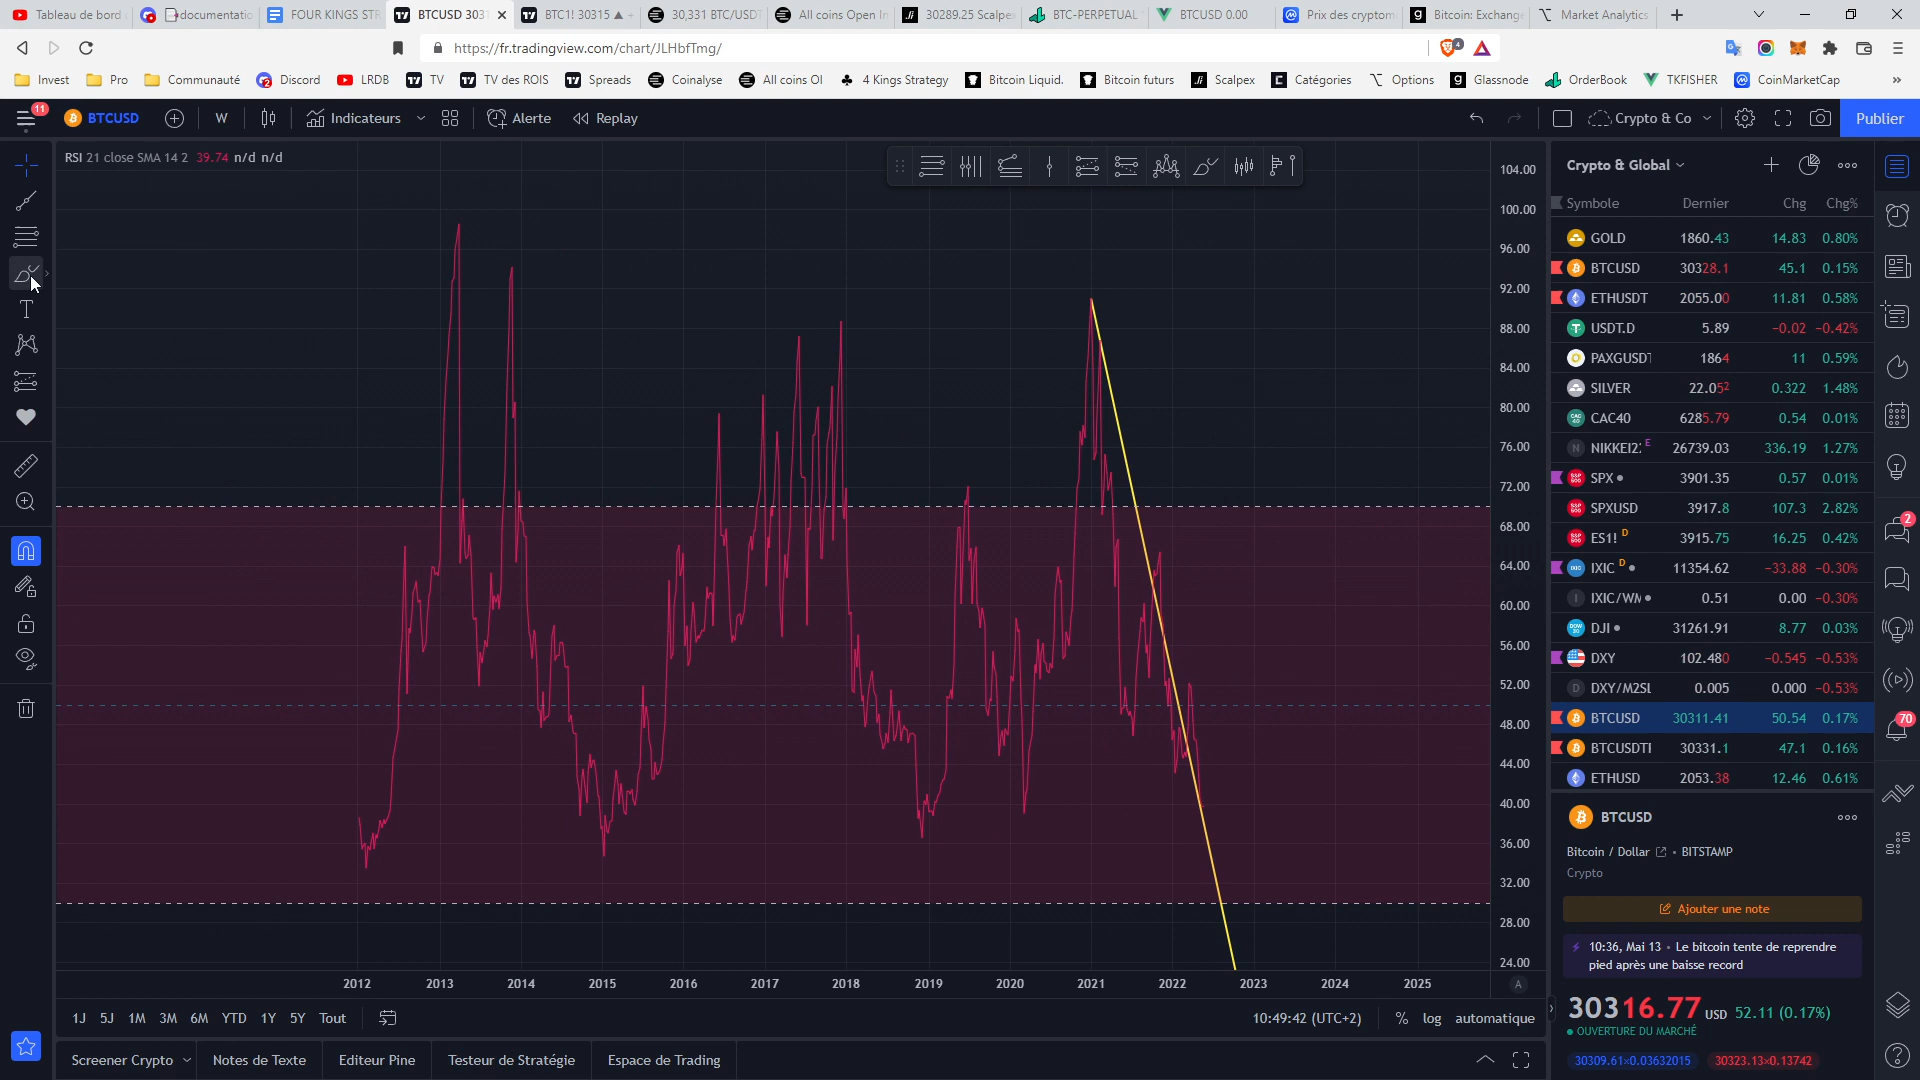 Tableau de bord
documentatio
FOUR KINGS STR
BTCUSD 303
BTC1! 30315 ▲ +
30,331 BTC/USDT
All coins Open In
30289.25 Scalpex
BTC-PERPETUAL
BTCUSD 0.00
Prix des cryptom
Bitcoin: Exchang
Market Analytics
https://fr.tradingview.com/chart/JLHbfTmg/
4
Invest
Pro
Communauté
Discord
LRDB
TV
TV des ROIS
Spreads
Coinalyse
All coins OI
4 Kings Strategy
Bitcoin Liquid.
Bitcoin futurs
Scalpex
Catégories
Options
Glassnode
OrderBook
TKFISHER
CoinMarketCap
»
11
BTCUSD
W
Indicateurs
Alerte
Replay
Crypto & Co
Publier
RSI 21 close SMA 14 2 39.74 n/d n/d
104.00
100.00
96.00
92.00
88.00
84.00
80.00
76.00
72.00
68.00
64.00
60.00
56.00
52.00
48.00
44.00
40.00
36.00
32.00
28.00
24.00
2012 2013 2014 2015 2016 2017 2018 2019 2020 2021 2022 2023 2024 2025
A
1J 5J 1M 3M 6M YTD 1Y 5Y Tout
10:49:42 (UTC+2) % log automatique
Screener Crypto
Notes de Texte
Editeur Pine
Testeur de Stratégie
Espace de Trading
Crypto & Global
Symbole Dernier Chg Chg%
GOLD 1860.43 14.83 0.80%
BTCUSD 30328.1 45.1 0.15%
ETHUSDT 2055.00 11.81 0.58%
USDT.D 5.89 -0.02 -0.42%
PAXGUSDT 1864 11 0.59%
SILVER 22.052 0.322 1.48%
CAC40 6285.79 0.54 0.01%
NIKKEI2 E 26739.03 336.19 1.27%
SPX 3901.35 0.57 0.01%
SPXUSD 3917.8 107.3 2.82%
ES1! D 3915.75 16.25 0.42%
IXIC D 11354.62 -33.88 -0.30%
IXIC/WM 0.51 0.00 -0.30%
DJI 31261.91 8.77 0.03%
DXY 102.480 -0.545 -0.53%
DXY/M2SL 0.005 0.000 -0.53%
BTCUSD 30311.41 50.54 0.17%
BTCUSDTI 30331.1 47.1 0.16%
ETHUSD 2053.38 12.46 0.61%
2
70
BTCUSD
Bitcoin / Dollar • BITSTAMP
Crypto
Ajouter une note
10:36, Mai 13 • Le bitcoin tente de reprendre
pied après une baisse record
30316.77 USD 52.11 (0.17%)
OUVERTURE DU MARCHÉ
30309.61×0.03632015 30323.13×0.13742